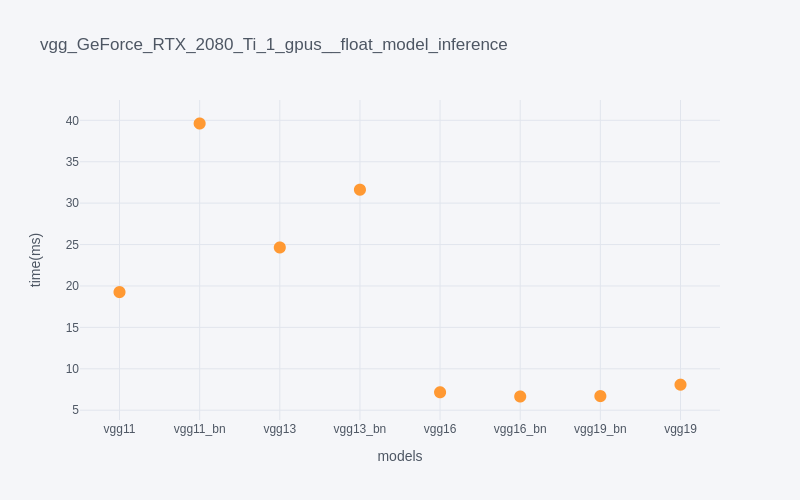 vgg_GeForce_RTX_2080_Ti_1_gpus__float_model_inference
time(ms)
40
35
30
25
20
15
10
5
vgg11 vgg11_bn vgg13 vgg13_bn vgg16 vgg16_bn vgg19_bn vgg19
models